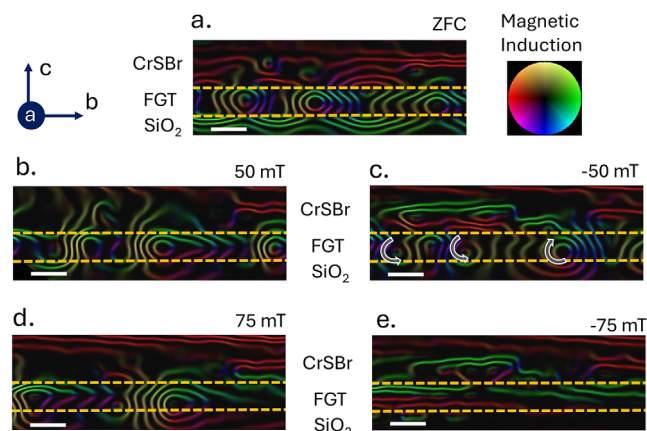 a.
ZFC
Magnetic
Induction
CrSBr
FGT
SiO₂
c
a
b
b.
50 mT
c.
-50 mT
CrSBr
FGT
SiO₂
d.
75 mT
e.
-75 mT
CrSBr
FGT
SiO₂